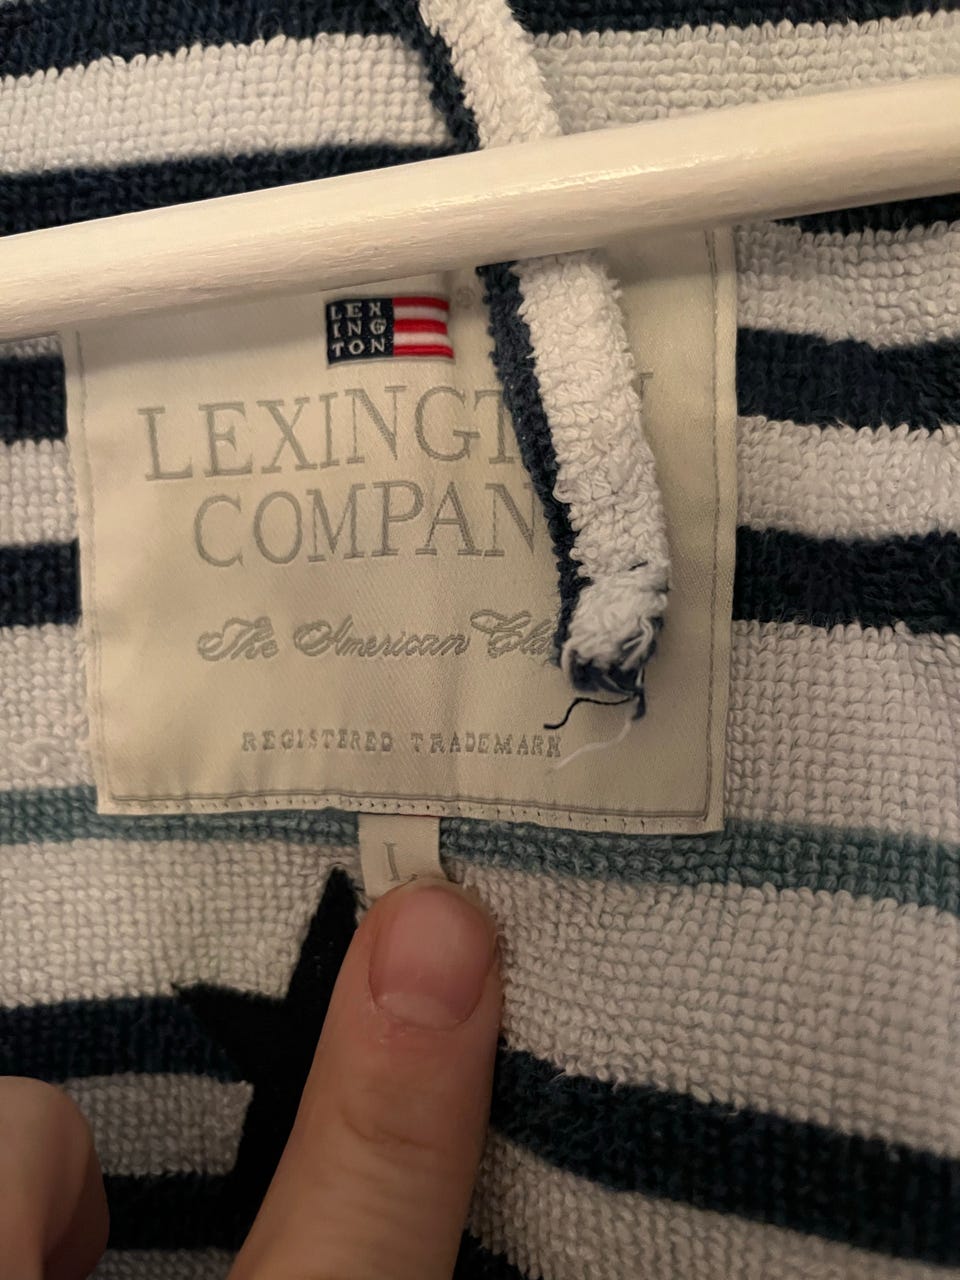 LEX
ING
TON
LEXINGT
COMPAN
The American Cla
REGISTERED TRADEMARK
L